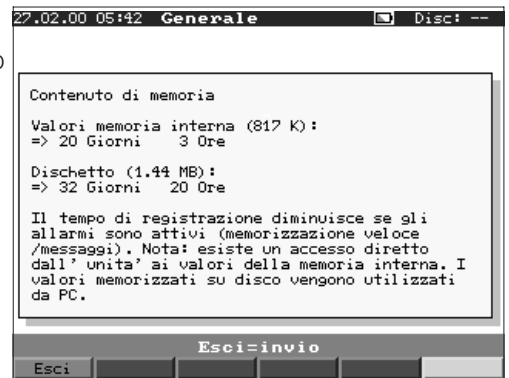 27.02.00 05:42 Generale Disc: --
Contenuto di memoria
Valori memoria interna (817 K):
=> 20 Giorni 3 Ore
Dischetto (1.44 MB):
=> 32 Giorni 20 Ore
Il tempo di registrazione diminuisce se gli
allarmi sono attivi (memorizzazione veloce
/messaggi). Nota: esiste un accesso diretto
dall' unita' ai valori della memoria interna. I
valori memorizzati su disco vengono utilizzati
da PC.
Esci=invio
Esci